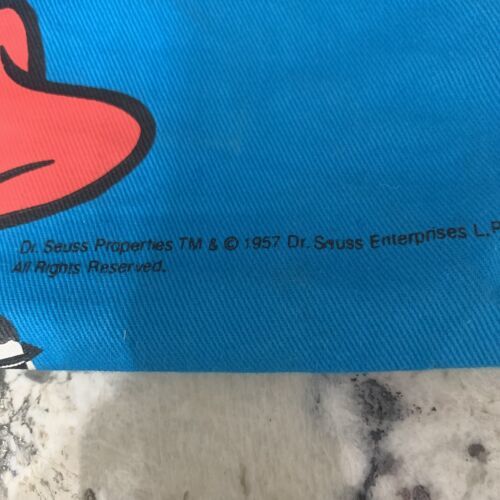 Dr. Seuss Properties TM & © 1957 Dr. Seuss Enterprises L.P
All Rights Reserved.